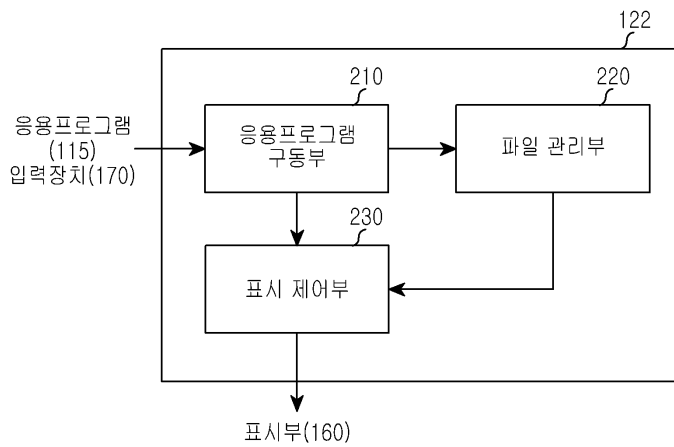 122
210
220
응용프로그램
(115)
입력장치(170)
응용프로그램
구동부
파일 관리부
230
표시 제어부
표시부(160)